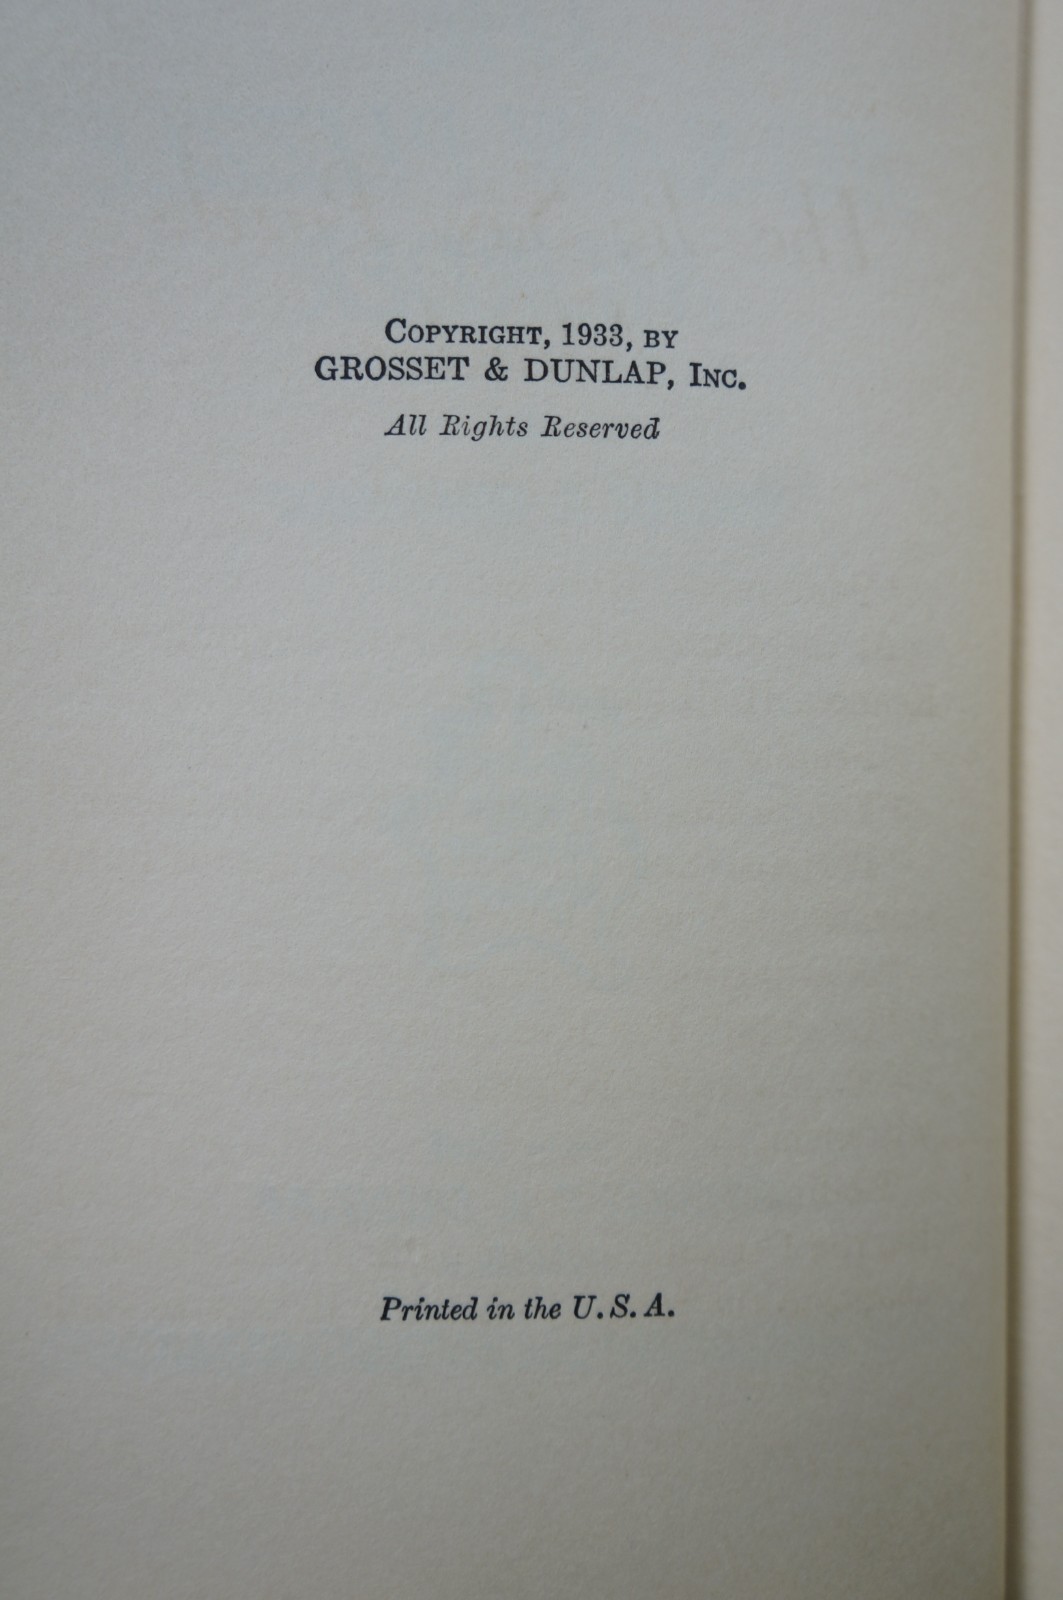 COPYRIGHT, 1933, BY
GROSSET & DUNLAP, INC.
All Rights Reserved
Printed in the U. S. A.